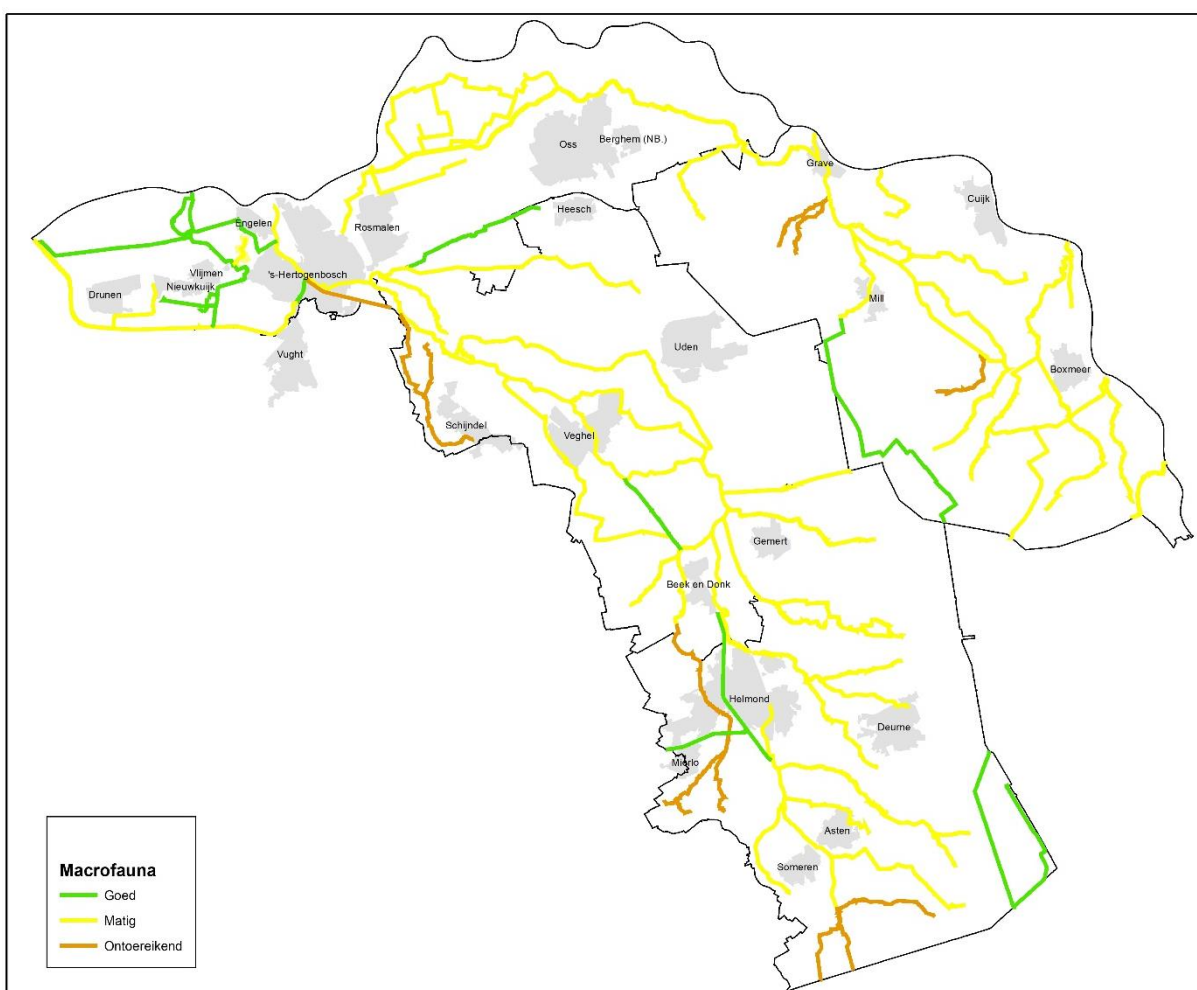 Oss
Berghem (NB.)
Grave
Cuijk
Heesch
Engelen
Rosmalen
Vlijmen
's-Hertogenbosch
Nieuwkuijk
Drunen
Mill
Uden
Vught
Boxmeer
Schijndel
Veghel
Gemert
Beek en Donk
Helmond
Deurne
Mierlo
Asten
Someren
Macrofauna
Goed
Matig
Ontoereikend